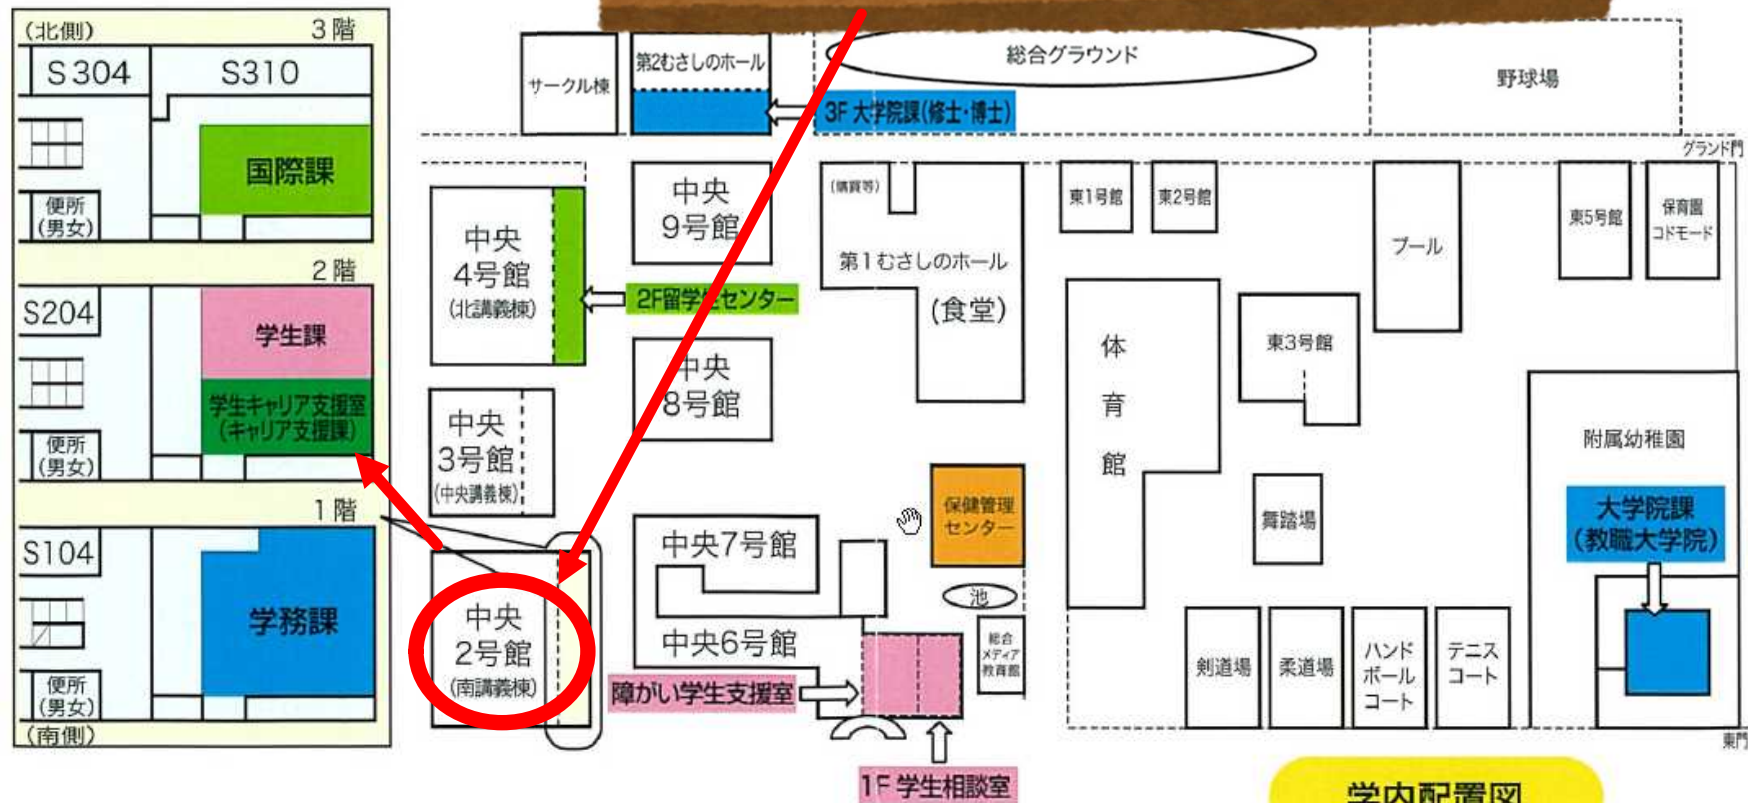 (北側)
3階
S304
S310
国際課
便所
(男女)
2階
S204
学生課
学生キャリア支援室
(キャリア支援課)
便所
(男女)
1階
S104
学務課
便所
(男女)
(南側)
サークル棟
第2むさしのホール
3F 大学院課(修士・博士)
総合グラウンド
野球場
グランド門
中央
4号館
(北講義棟)
2F留学生センター
中央
9号館
中央
8号館
(購買等)
第1むさしのホール
(食堂)
東1号館
東2号館
プール
東5号館
保育園
コドモード
体
育
館
東3号館
中央
3号館
(中央講義棟)
中央
2号館
(南講義棟)
中央7号館
中央6号館
障がい学生支援室
1F 学生相談室
保健管理
センター
池
総合
メディア
教育館
舞踏場
附属幼稚園
大学院課
(教職大学院)
剣道場
柔道場
ハンド
ボール
コート
テニス
コート
東門
学内配置図